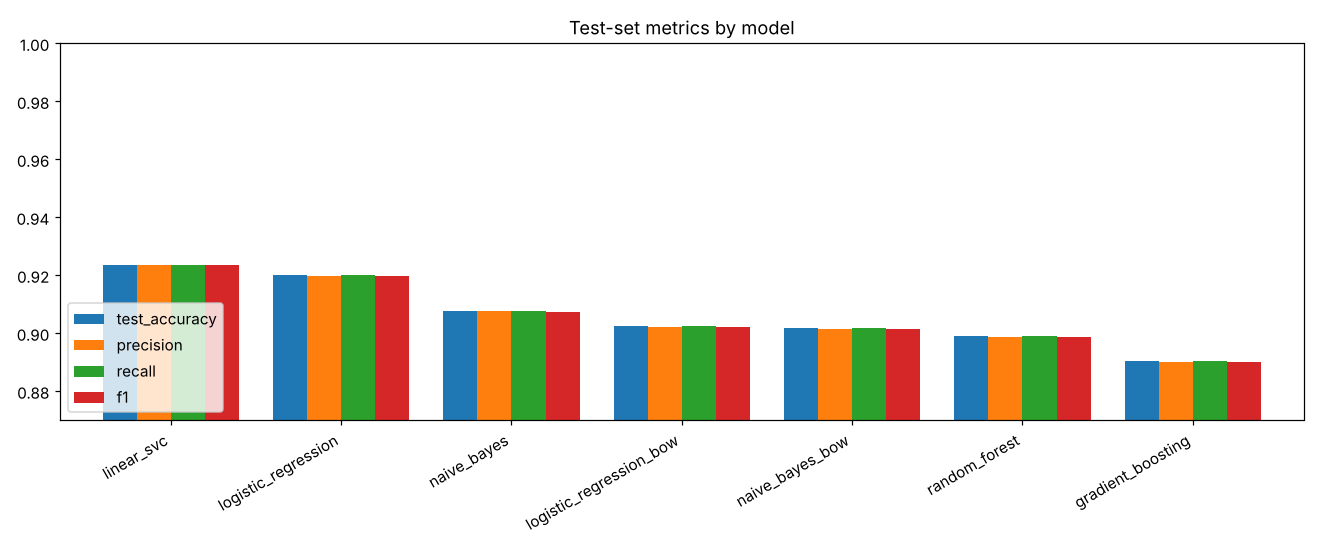 Test-set metrics by model
1.00
0.98
0.96
0.94
0.92
0.90
0.88
test_accuracy
precision
recall
f1
linear_svc
logistic_regression
naive_bayes
logistic_regression_bow
naive_bayes_bow
random_forest
gradient_boosting